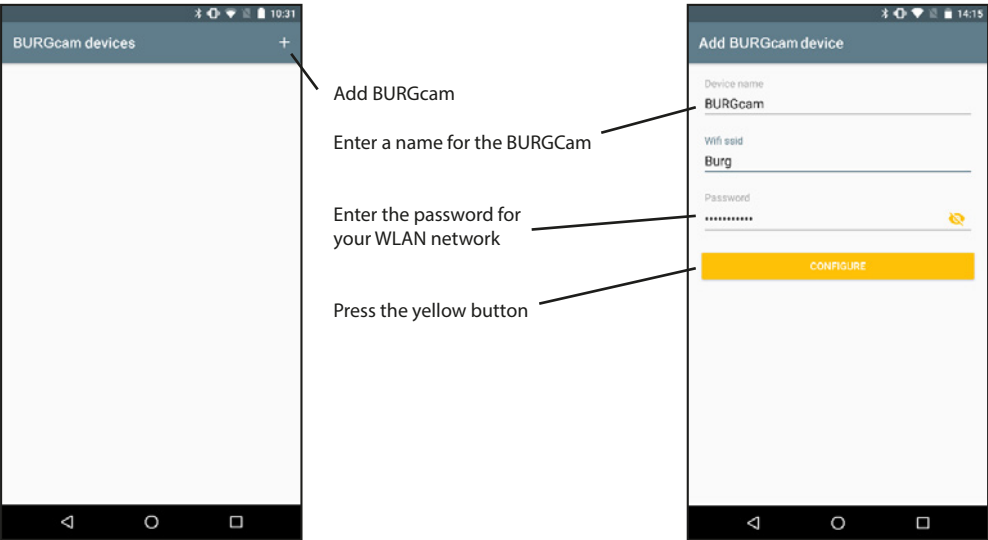 10:31
BURGcam devices
+
Add BURGcam
Enter a name for the BURGCam
Enter the password for
your WLAN network
Press the yellow button
14:15
Add BURGcam device
Device name
BURGcam
Wifi ssid
Burg
Password
•••••••••••
CONFIGURE